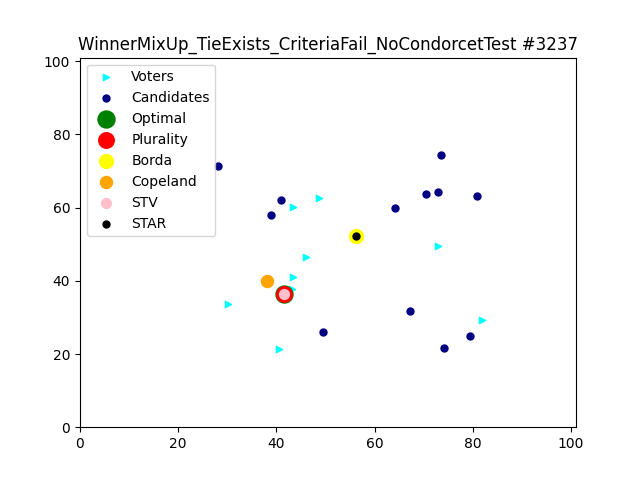 WinnerMixUp_TieExists_CriteriaFail_NoCondorcetTest #3237
100
80
60
40
20
0
Voters
Candidates
Optimal
Plurality
Borda
Copeland
STV
STAR
0 20 40 60 80 100